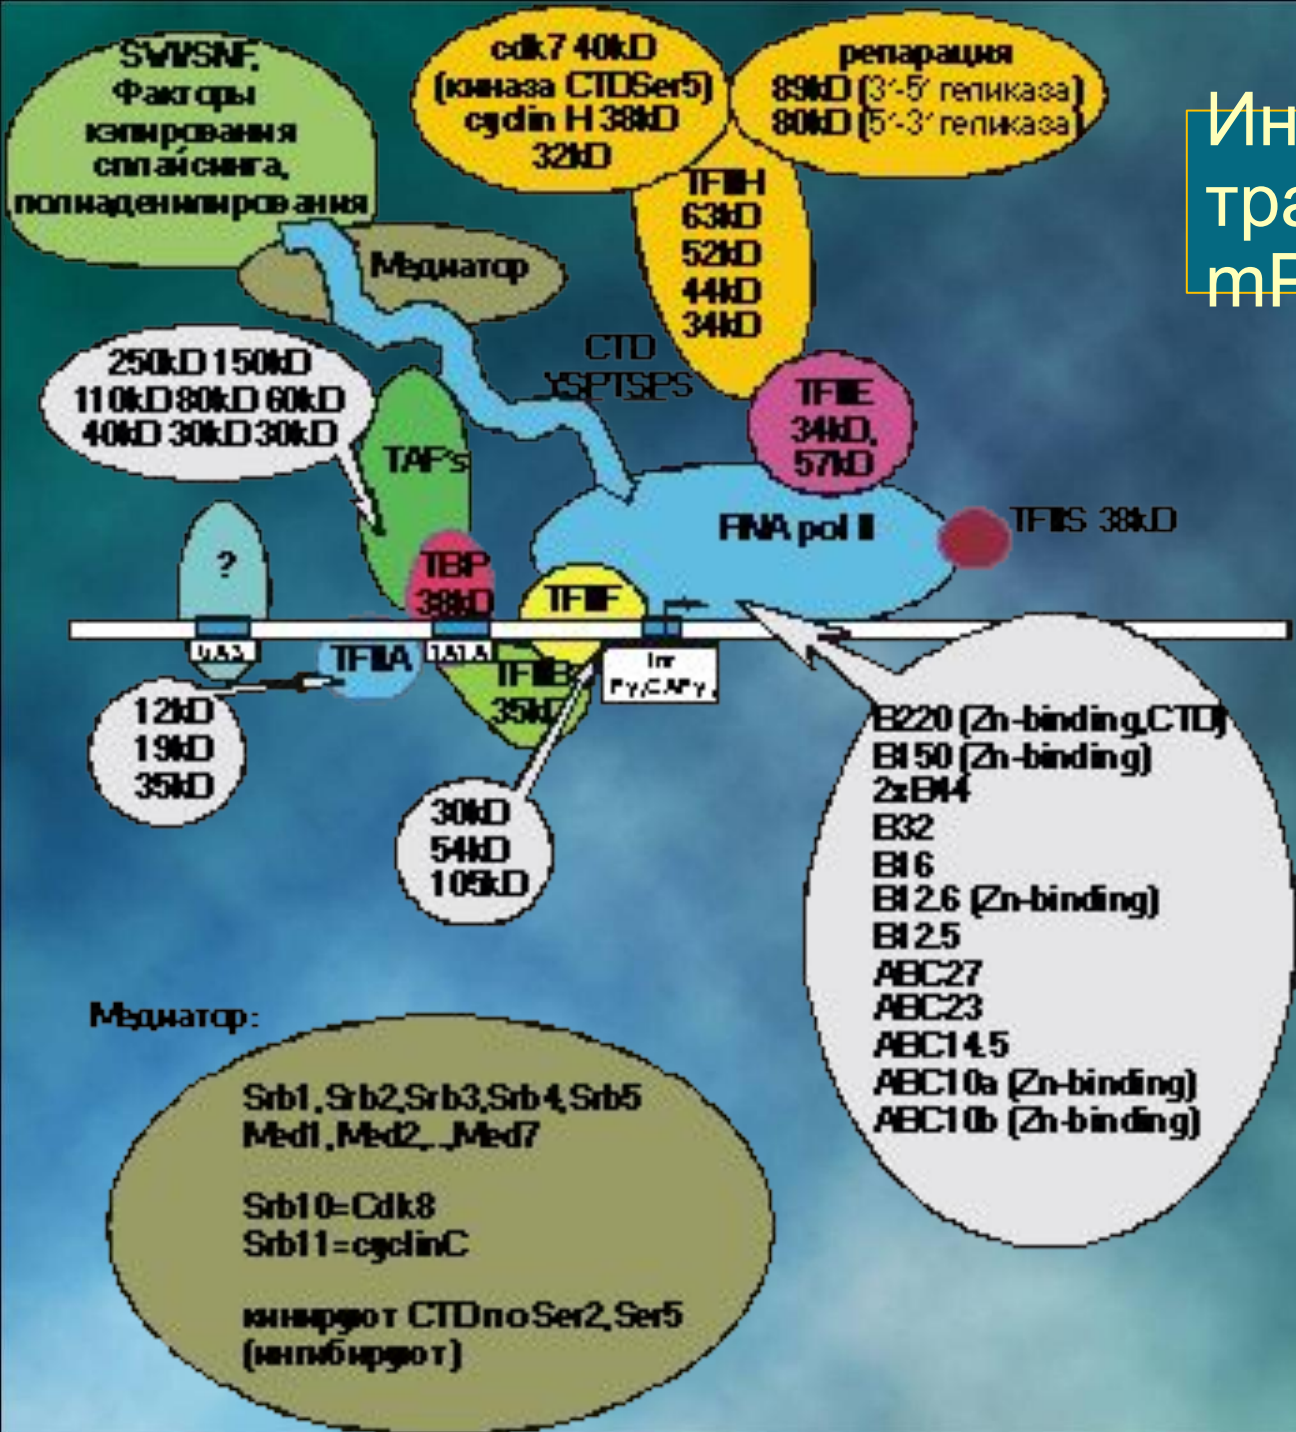 SWI/SNF,
Факторы
кэпирования
сплайсинга,
полиаденилирования
cdk7 40kD
(киназа CTDSer5)
cyclin H 38kD
32kD
репарация
89kD (3'-5' геликаза)
80kD (5'-3' геликаза)
Ин
тра
mР
TFIIH
63kD
52kD
44kD
34kD
Медиатор
CTD
YSPTSPS
250kD 150kD
110kD 80kD 60kD
40kD 30kD 30kD
TAF's
TFIIE
34kD,
57kD
RNA pol II
TFIIS 38kD
?
TBP
38kD
TFIIF
TFIIA
TATA
TFIIB
35kD
Inr
Py2CAPy5
12kD
19kD
35kD
30kD
54kD
105kD
B220 (Zn-binding,CTD)
B150 (Zn-binding)
2xB44
B32
B16
B12.6 (Zn-binding)
B12.5
ABC27
ABC23
ABC14.5
ABC10a (Zn-binding)
ABC10b (Zn-binding)
Медиатор:
Srb1,Srb2,Srb3,Srb4,Srb5
Med1,Med2,..,Med7
Srb10=Cdk8
Srb11=cyclinC
кинируют CTD по Ser2,Ser5
(ингибируют)